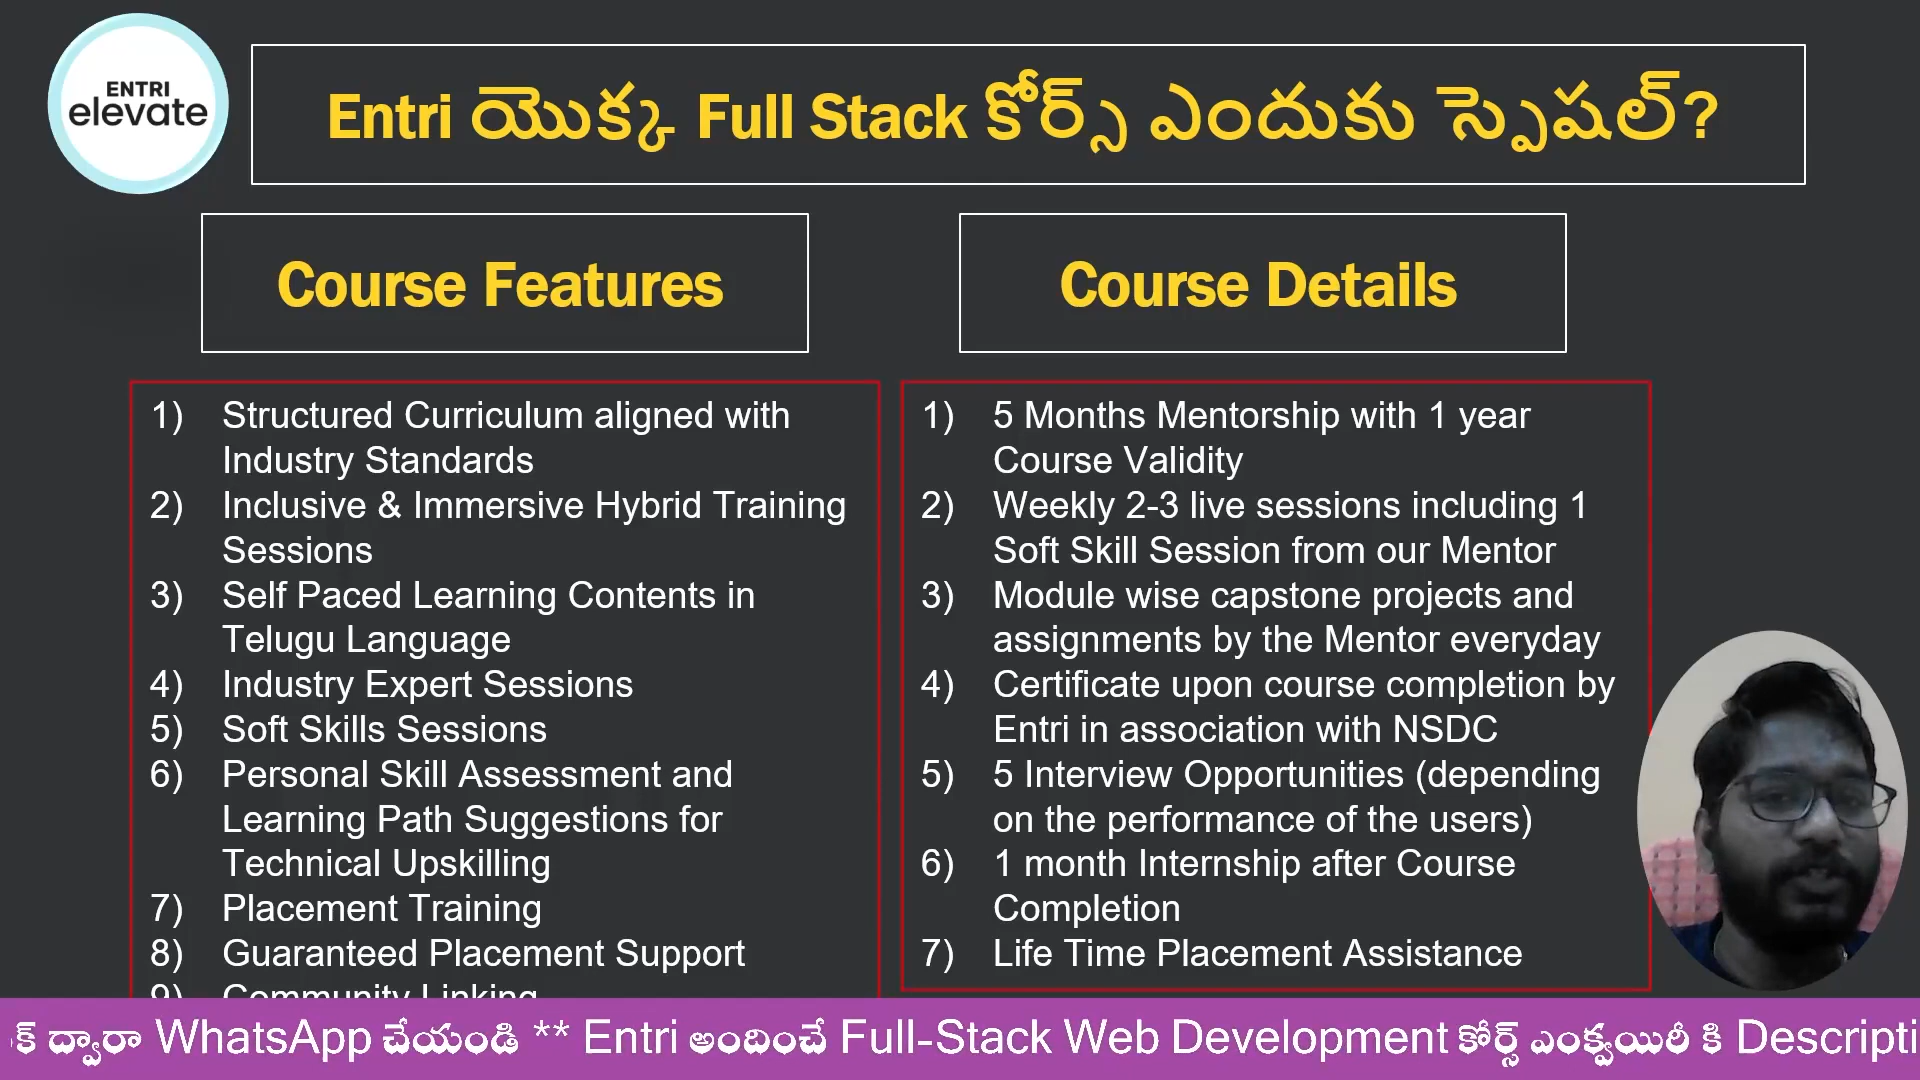 ENTRI
elevate
Entri యొక్క Full Stack కోర్స్ ఎందుకు స్పెషల్?
Course Features
Course Details
1) Structured Curriculum aligned with
Industry Standards
2) Inclusive & Immersive Hybrid Training
Sessions
3) Self Paced Learning Contents in
Telugu Language
4) Industry Expert Sessions
5) Soft Skills Sessions
6) Personal Skill Assessment and
Learning Path Suggestions for
Technical Upskilling
7) Placement Training
8) Guaranteed Placement Support
9) Community Linking
1) 5 Months Mentorship with 1 year
Course Validity
2) Weekly 2-3 live sessions including 1
Soft Skill Session from our Mentor
3) Module wise capstone projects and
assignments by the Mentor everyday
4) Certificate upon course completion by
Entri in association with NSDC
5) 5 Interview Opportunities (depending
on the performance of the users)
6) 1 month Internship after Course
Completion
7) Life Time Placement Assistance
ద్వారా WhatsApp చేయండి ** Entri అందించే Full-Stack Web Development కోర్స్ ఎంక్వయిరీ కి Descripti